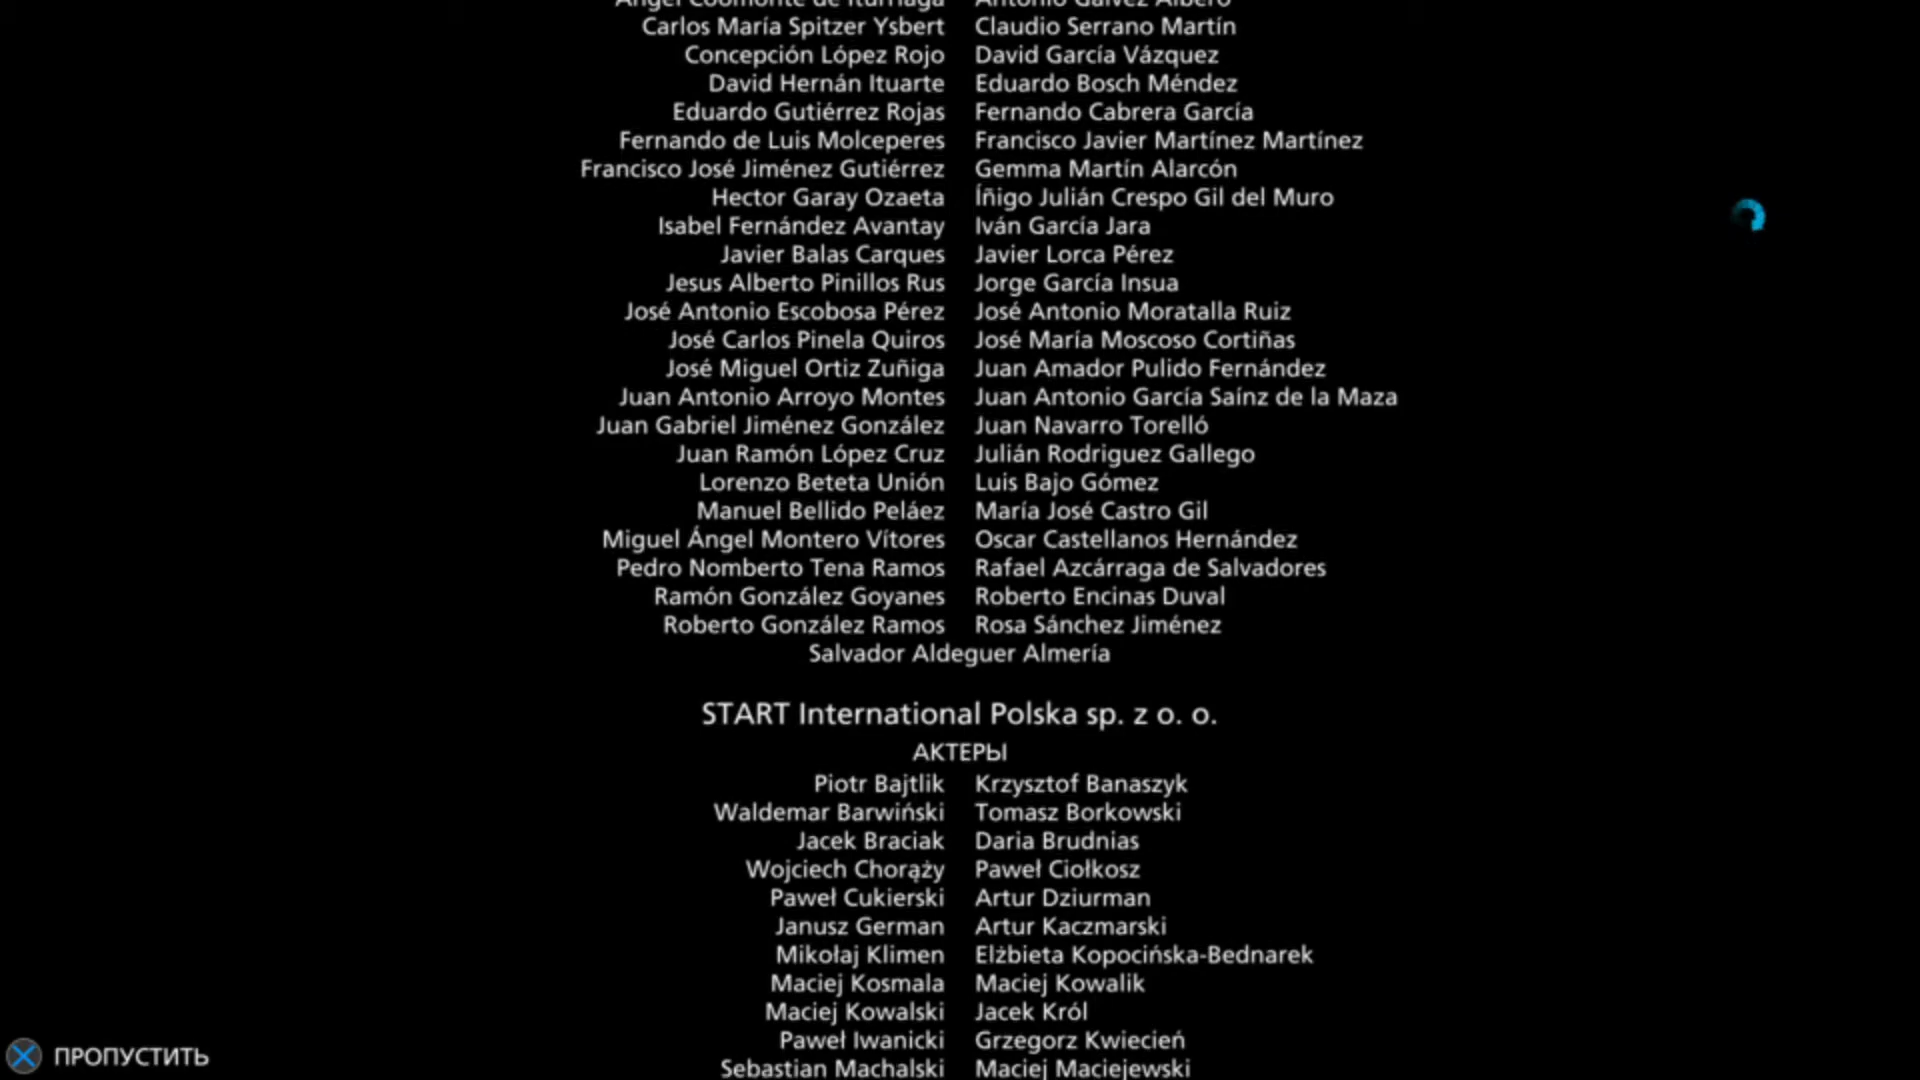 Angel Coomonte de Iturriaga Antonio Gálvez Albero
Carlos María Spitzer Ysbert Claudio Serrano Martín
Concepción López Rojo David García Vázquez
David Hernán Ituarte Eduardo Bosch Méndez
Eduardo Gutiérrez Rojas Fernando Cabrera García
Fernando de Luis Molceperes Francisco Javier Martínez Martínez
Francisco José Jiménez Gutiérrez Gemma Martín Alarcón
Hector Garay Ozaeta Íñigo Julián Crespo Gil del Muro
Isabel Fernández Avantay Iván García Jara
Javier Balas Carques Javier Lorca Pérez
Jesus Alberto Pinillos Rus Jorge García Insua
José Antonio Escobosa Pérez José Antonio Moratalla Ruiz
José Carlos Pinela Quiros José María Moscoso Cortiñas
José Miguel Ortiz Zuñiga Juan Amador Pulido Fernández
Juan Antonio Arroyo Montes Juan Antonio García Saínz de la Maza
Juan Gabriel Jiménez González Juan Navarro Torelló
Juan Ramón López Cruz Julián Rodriguez Gallego
Lorenzo Beteta Unión Luis Bajo Gómez
Manuel Bellido Peláez María José Castro Gil
Miguel Ángel Montero Vítores Oscar Castellanos Hernández
Pedro Nomberto Tena Ramos Rafael Azcárraga de Salvadores
Ramón González Goyanes Roberto Encinas Duval
Roberto González Ramos Rosa Sánchez Jiménez
Salvador Aldeguer Almería
START International Polska sp. z o. o.
АКТЕРЫ
Piotr Bajtlik Krzysztof Banaszyk
Waldemar Barwiński Tomasz Borkowski
Jacek Braciak Daria Brudnias
Wojciech Chorąży Paweł Ciołkosz
Paweł Cukierski Artur Dziurman
Janusz German Artur Kaczmarski
Mikołaj Klimen Elżbieta Kopocińska-Bednarek
Maciej Kosmala Maciej Kowalik
Maciej Kowalski Jacek Król
Paweł Iwanicki Grzegorz Kwiecień
Sebastian Machalski Maciej Maciejewski
ПРОПУСТИТЬ